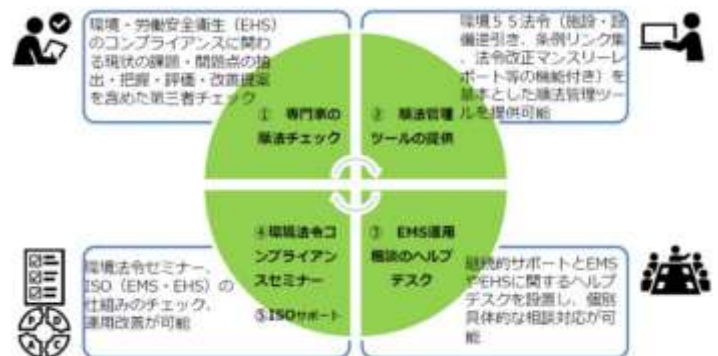 環境・労働安全衛生（EHS）
のコンプライアンスに関わ
る現状の課題・問題点の抽
出・把握・評価・改善提案
を含めた第三者チェック
① 専門家の
順法チェック
環境５５法令（施設・設
備逆引き、条例リンク集
、法令改正マンスリーレ
ポート等の機能付き）を
基本とした順法管理ツー
ルを提供可能
② 順法管理
ツールの提供
④環境法令コ
ンプライアン
スセミナー
⑤ISOサポート
環境法令セミナー、
ISO（EMS・EHS）の
仕組みのチェック、
運用改善が可能
③ EMS運用
相談のヘルプ
デスク
継続的サポートとEMS
やEHSに関するヘルプ
デスクを設置し、個別
具体的な相談対応が可
能
P
D
A
C